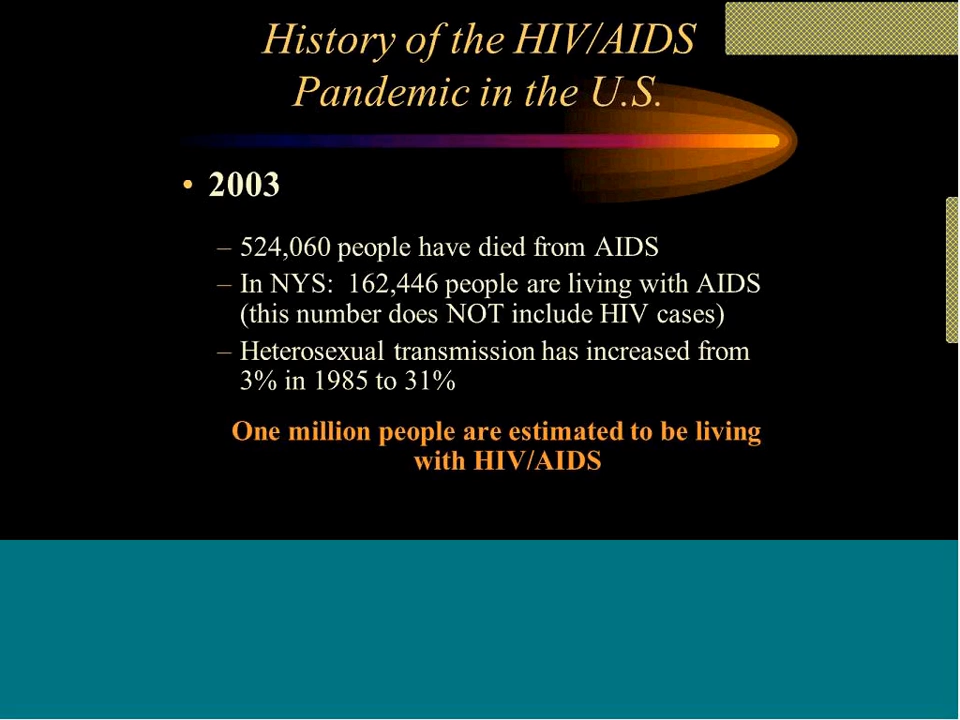 History of the HIV/AIDS
Pandemic in the U.S.
• 2003
– 524,060 people have died from AIDS
– In NYS:  162,446 people are living with AIDS
(this number does NOT include HIV cases)
– Heterosexual transmission has increased from
3% in 1985 to 31%
One million people are estimated to be living
with HIV/AIDS